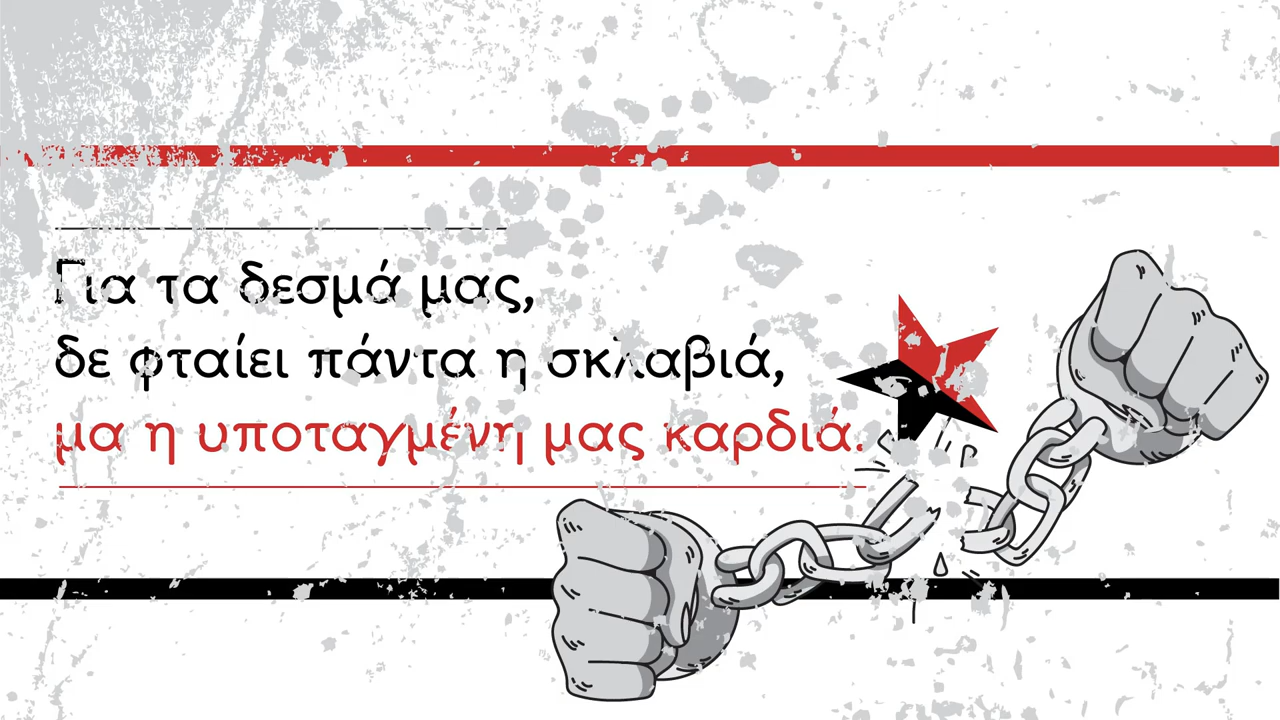 Για τα δεσμά μας,
δε φταίει πάντα η σκλαβιά,
μα η υποταγμένη μας καρδιά.